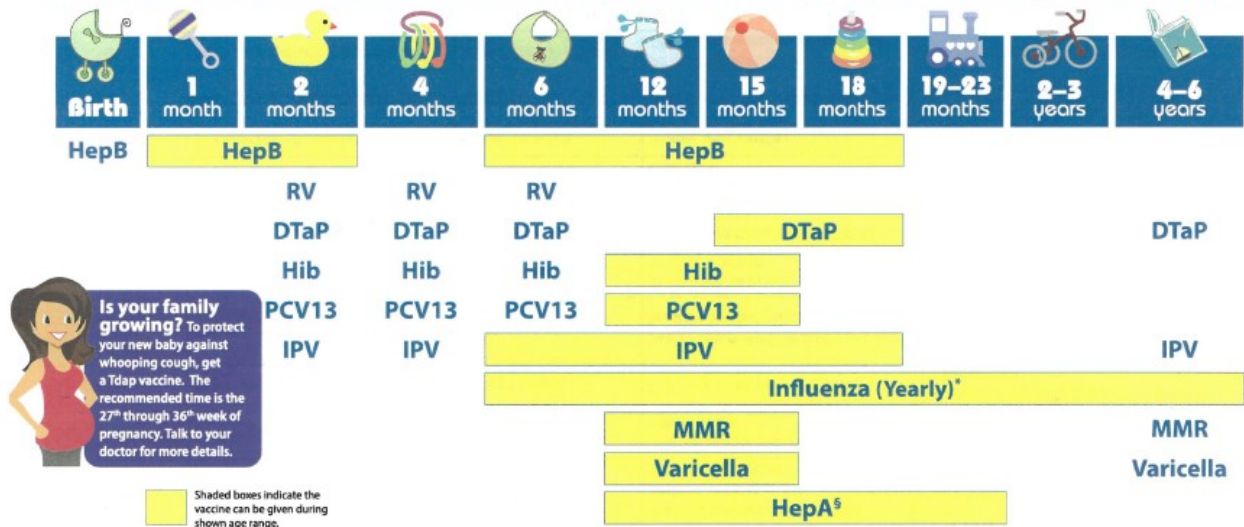 Birth
1 month
2 months
4 months
6 months
12 months
15 months
18 months
19–23 months
2–3 years
4–6 years
HepB HepB HepB
RV RV RV
DTaP DTaP DTaP DTaP DTaP
Hib Hib Hib Hib
PCV13 PCV13 PCV13 PCV13
IPV IPV IPV IPV
Influenza (Yearly)*
MMR MMR
Varicella Varicella
HepA§
Is your family
growing? To protect
your new baby against
whooping cough, get
a Tdap vaccine. The
recommended time is the
27th through 36th week of
pregnancy. Talk to your
doctor for more details.
Shaded boxes indicate the
vaccine can be given during
shown age range.